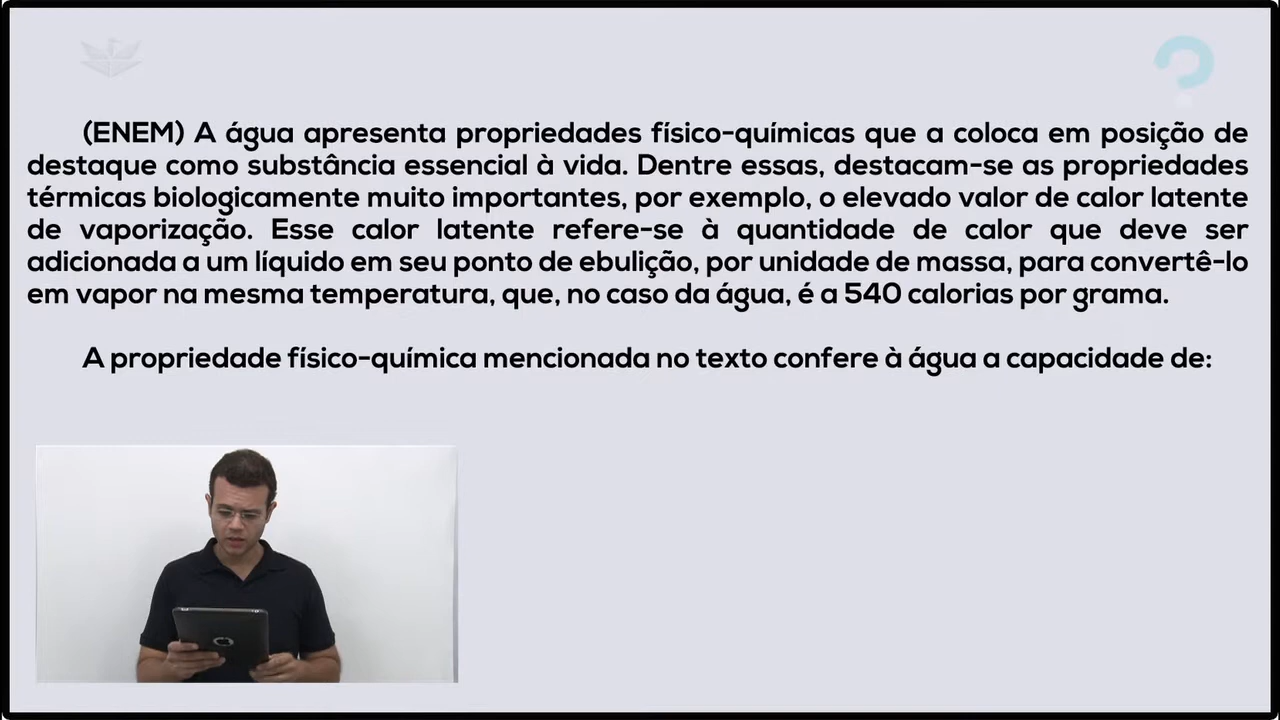 (ENEM) A água apresenta propriedades físico-químicas que a coloca em posição de
destaque como substância essencial à vida. Dentre essas, destacam-se as propriedades
térmicas biologicamente muito importantes, por exemplo, o elevado valor de calor latente
de vaporização. Esse calor latente refere-se à quantidade de calor que deve ser
adicionada a um líquido em seu ponto de ebulição, por unidade de massa, para convertê-lo
em vapor na mesma temperatura, que, no caso da água, é a 540 calorias por grama.
A propriedade físico-química mencionada no texto confere à água a capacidade de: